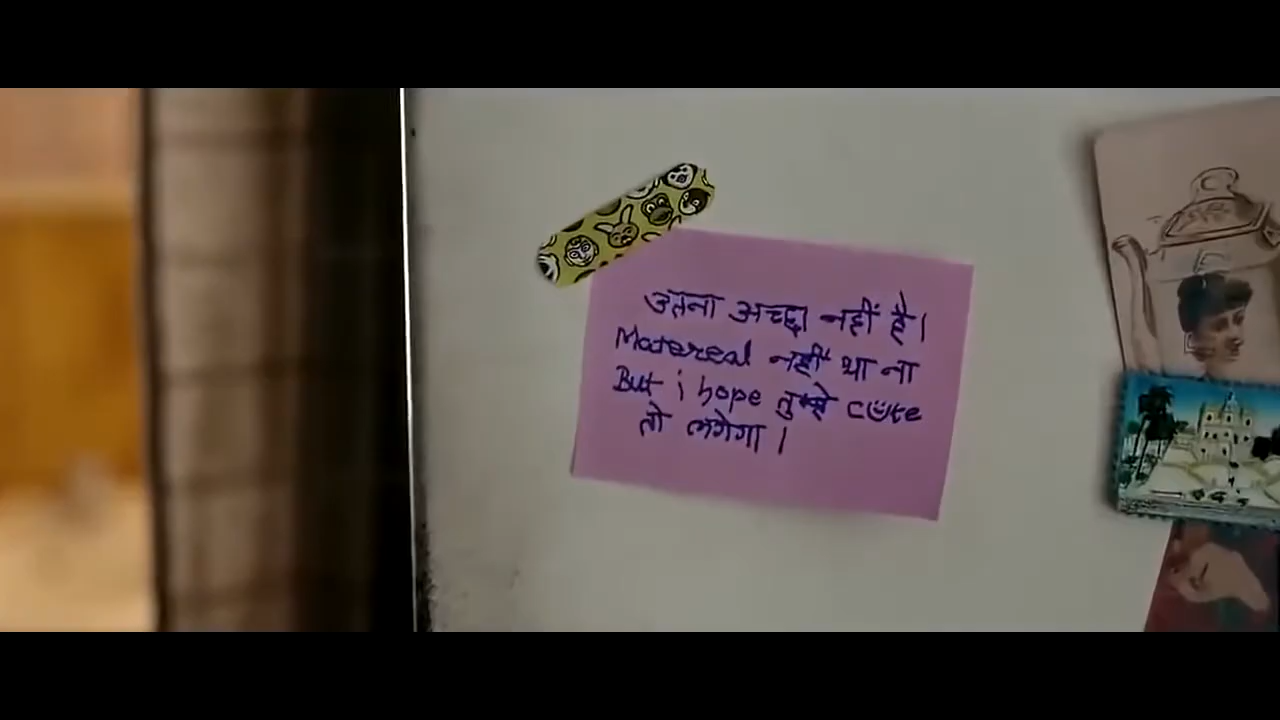 उतना अच्छा नहीं है।
Matereal नहीं था ना
But i hope तुम्हे cute
तो लगेगा।